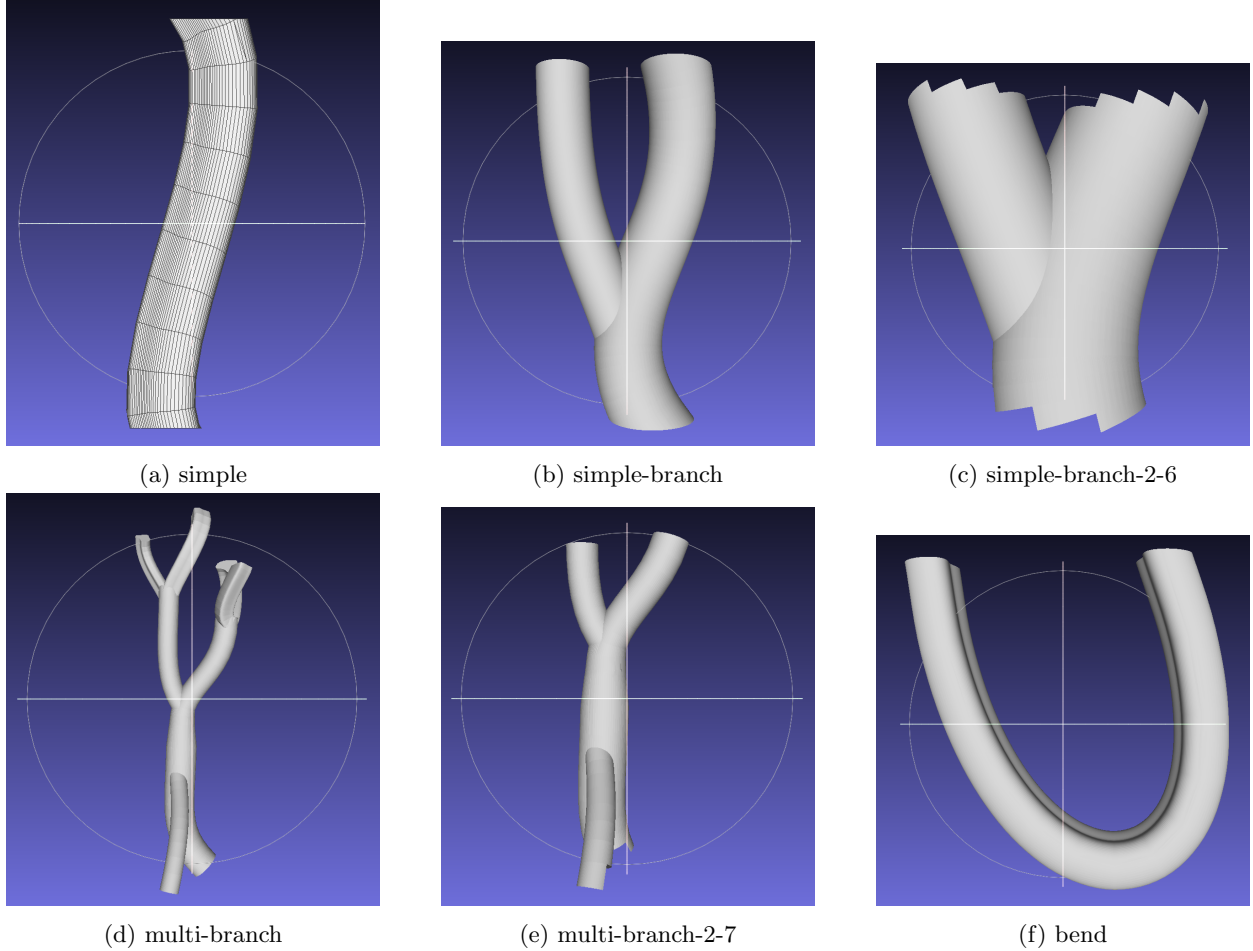 (a) simple
(b) simple-branch
(c) simple-branch-2-6
(d) multi-branch
(e) multi-branch-2-7
(f) bend